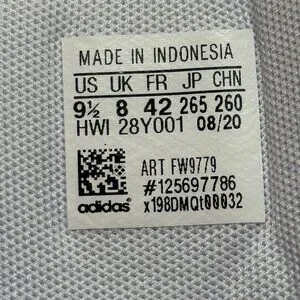 MADE IN INDONESIA
US UK FR JP CHN
9½ 8 42 265 260
HWI 28Y001 08/20
ART FW9779
#125697786
adidas x198DMQt00032